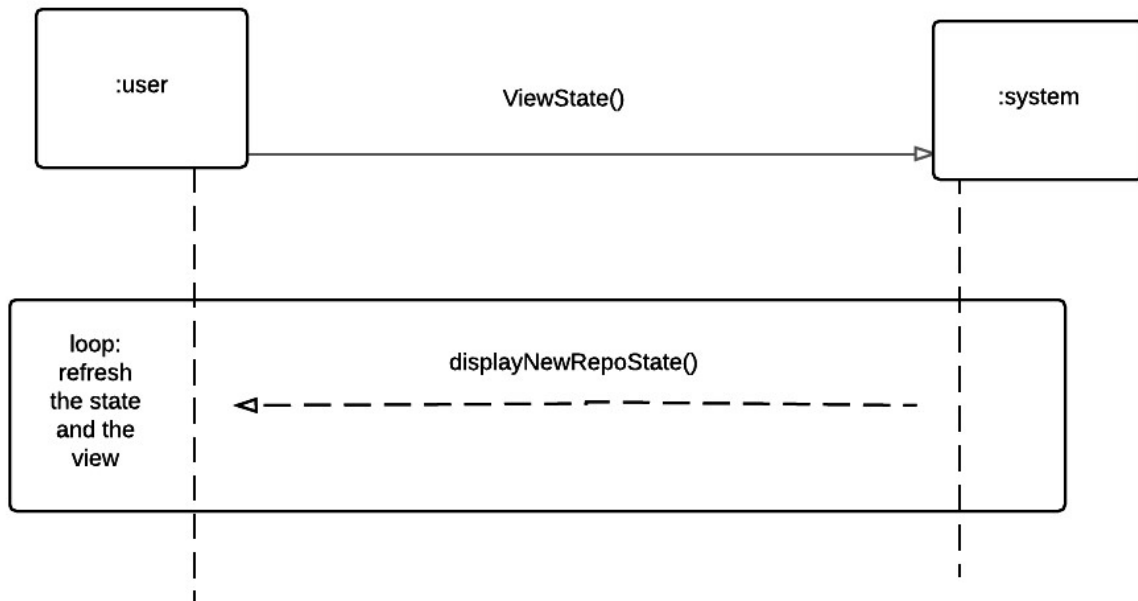 :user
ViewState()
:system
loop:
refresh
the state
and the
view
displayNewRepoState()